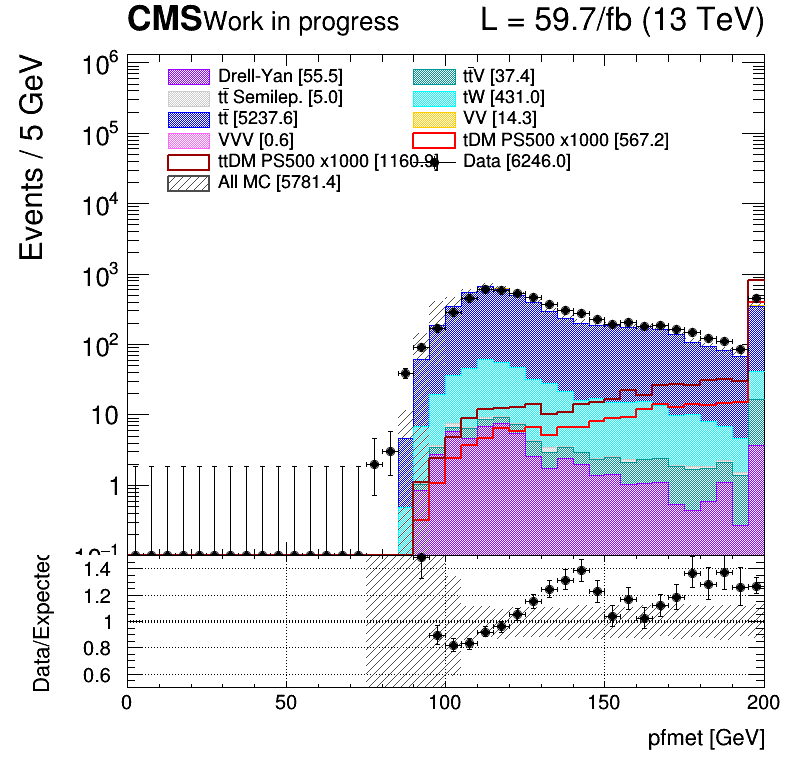 CMS Work in progress L = 59.7/fb (13 TeV)
Events / 5 GeV
10⁶
10⁵
10⁴
10³
10²
10
1
10⁻¹
Drell-Yan [55.5] tt̄V [37.4]
tt̄ Semilep. [5.0] tW [431.0]
tt̄ [5237.6] VV [14.3]
VVV [0.6] tDM PS500 x1000 [567.2]
ttDM PS500 x1000 [1160.9] Data [6246.0]
All MC [5781.4]
Data/Expected
1.4
1.2
1
0.8
0.6
0 50 100 150 200
pfmet [GeV]